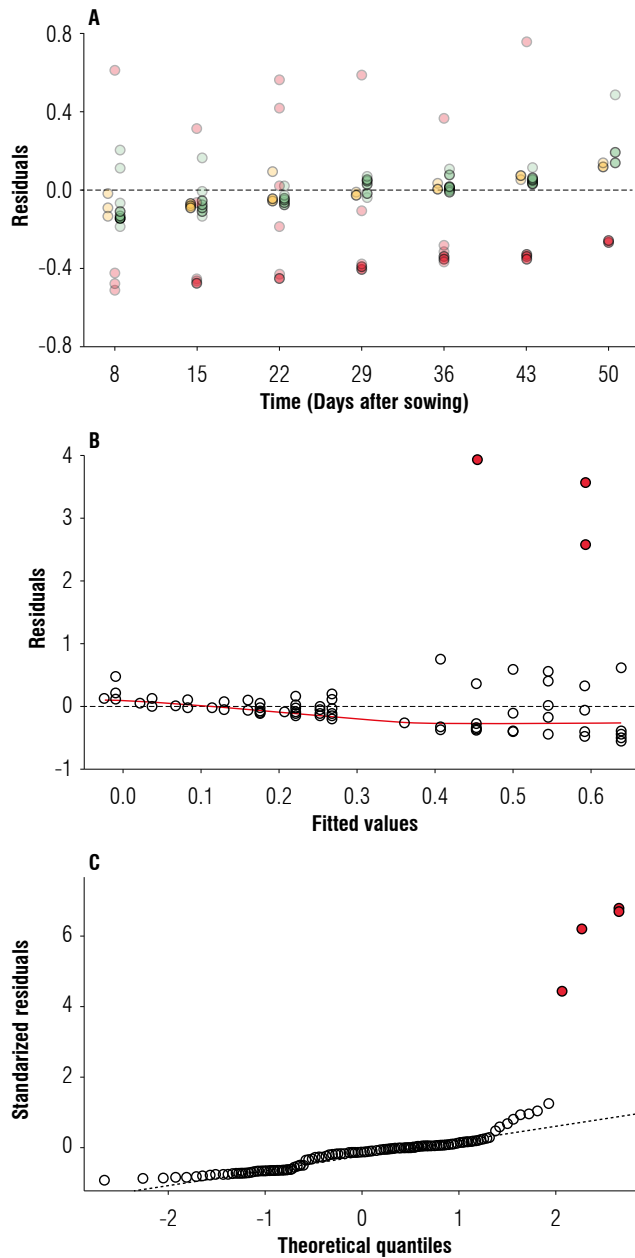 A
0.8
0.4
0.0
-0.4
-0.8
Residuals
8 15 22 29 36 43 50
Time (Days after sowing)
B
4
3
2
1
0
-1
Residuals
0.0 0.1 0.2 0.3 0.4 0.5 0.6
Fitted values
C
6
4
2
0
Standarized residuals
-2 -1 0 1 2
Theoretical quantiles